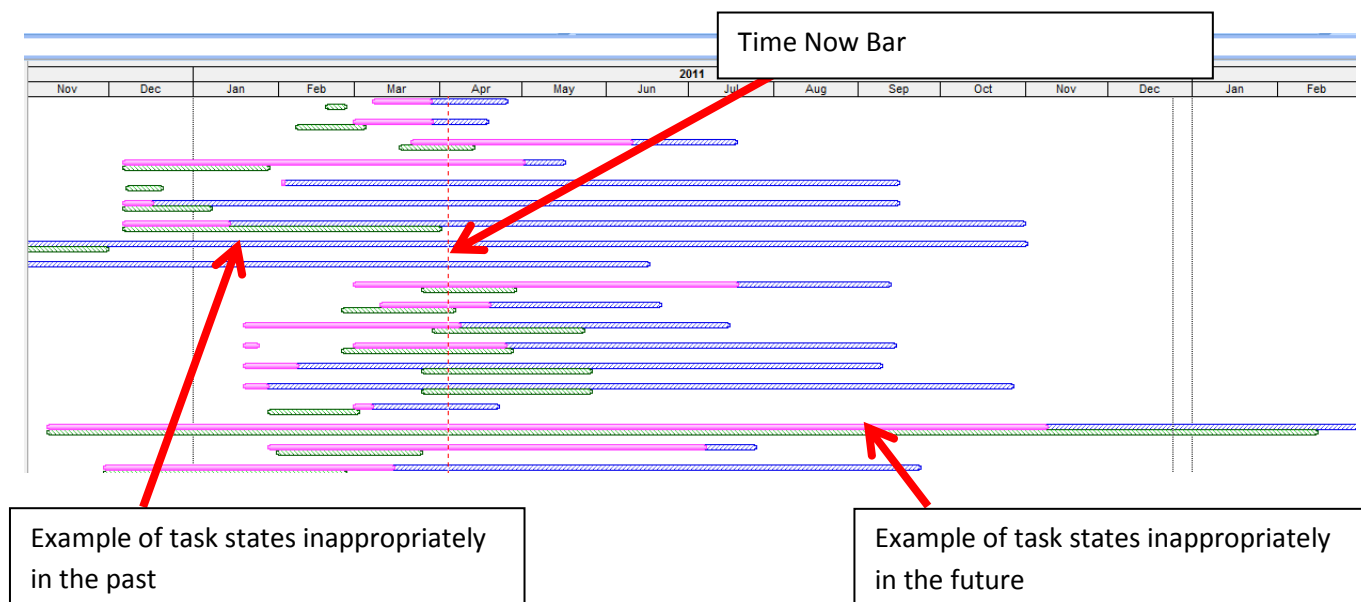 Time Now Bar
2011
Nov Dec Jan Feb Mar Apr May Jun Jul Aug Sep Oct Nov Dec Jan Feb
Example of task states inappropriately
in the past
Example of task states inappropriately
in the future